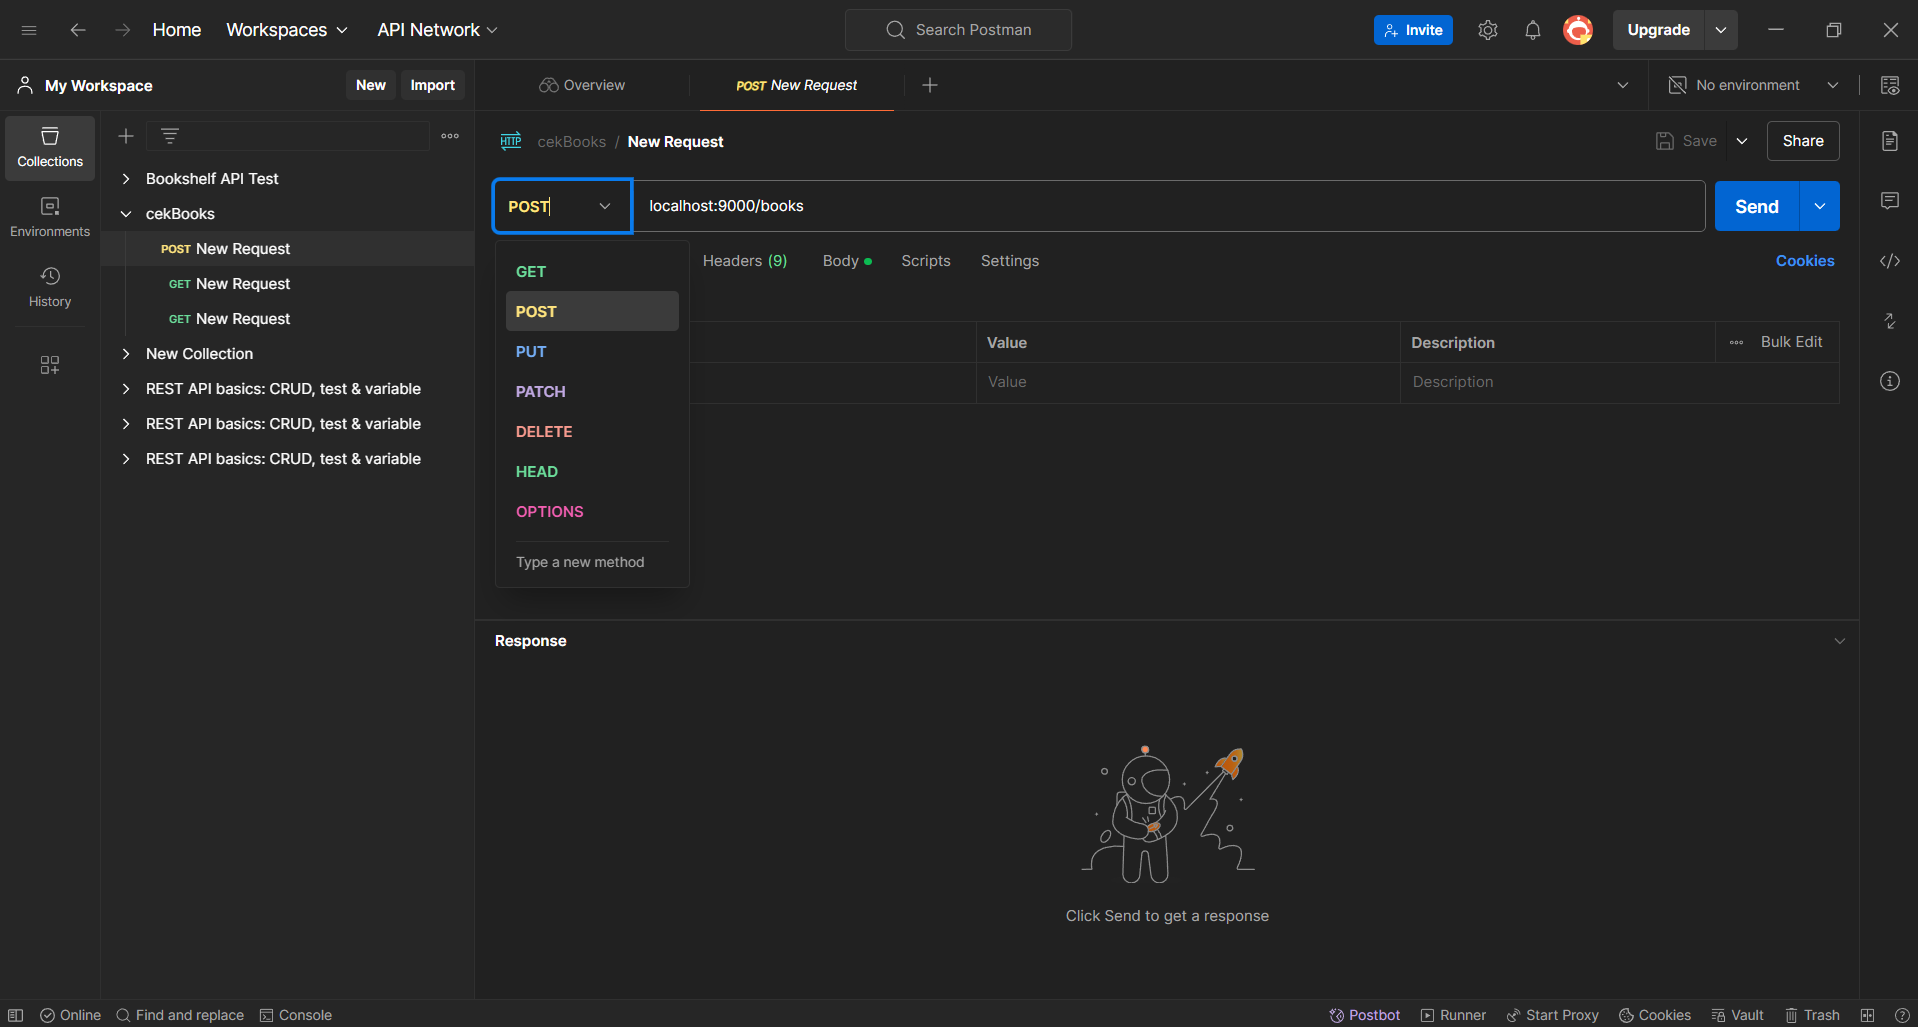 Home Workspaces API Network Search Postman Invite Upgrade
My Workspace New Import Overview POST New Request No environment
Collections
Environments
History
Bookshelf API Test
cekBooks
POST New Request
GET New Request
GET New Request
New Collection
REST API basics: CRUD, test & variable
REST API basics: CRUD, test & variable
REST API basics: CRUD, test & variable
HTTP cekBooks / New Request Save Share
POST localhost:9000/books Send
Headers (9) Body Scripts Settings Cookies
GET
POST
PUT
PATCH
DELETE
HEAD
OPTIONS
Type a new method
Value Description Bulk Edit
Value Description
Response
Click Send to get a response
Online Find and replace Console Postbot Runner Start Proxy Cookies Vault Trash